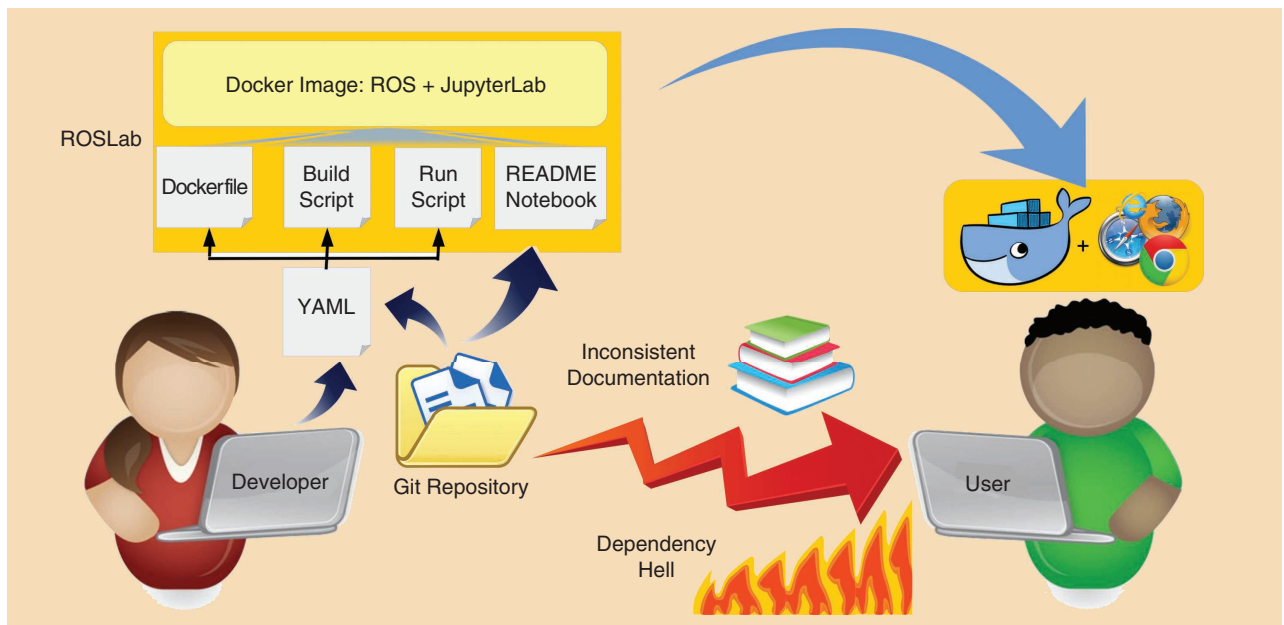 Docker Image: ROS + JupyterLab
ROSLab
Dockerfile
Build
Script
Run
Script
README
Notebook
+
YAML
Inconsistent
Documentation
Developer
Git Repository
User
Dependency
Hell